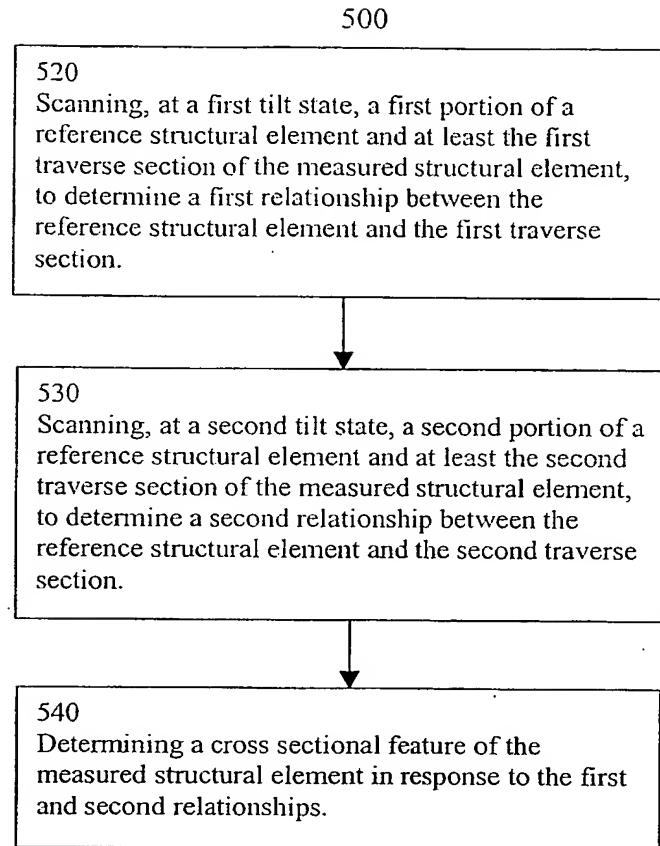 500
520
Scanning, at a first tilt state, a first portion of a
reference structural element and at least the first
traverse section of the measured structural element,
to determine a first relationship between the
reference structural element and the first traverse
section.
530
Scanning, at a second tilt state, a second portion of a
reference structural element and at least the second
traverse section of the measured structural element,
to determine a second relationship between the
reference structural element and the second traverse
section.
540
Determining a cross sectional feature of the
measured structural element in response to the first
and second relationships.